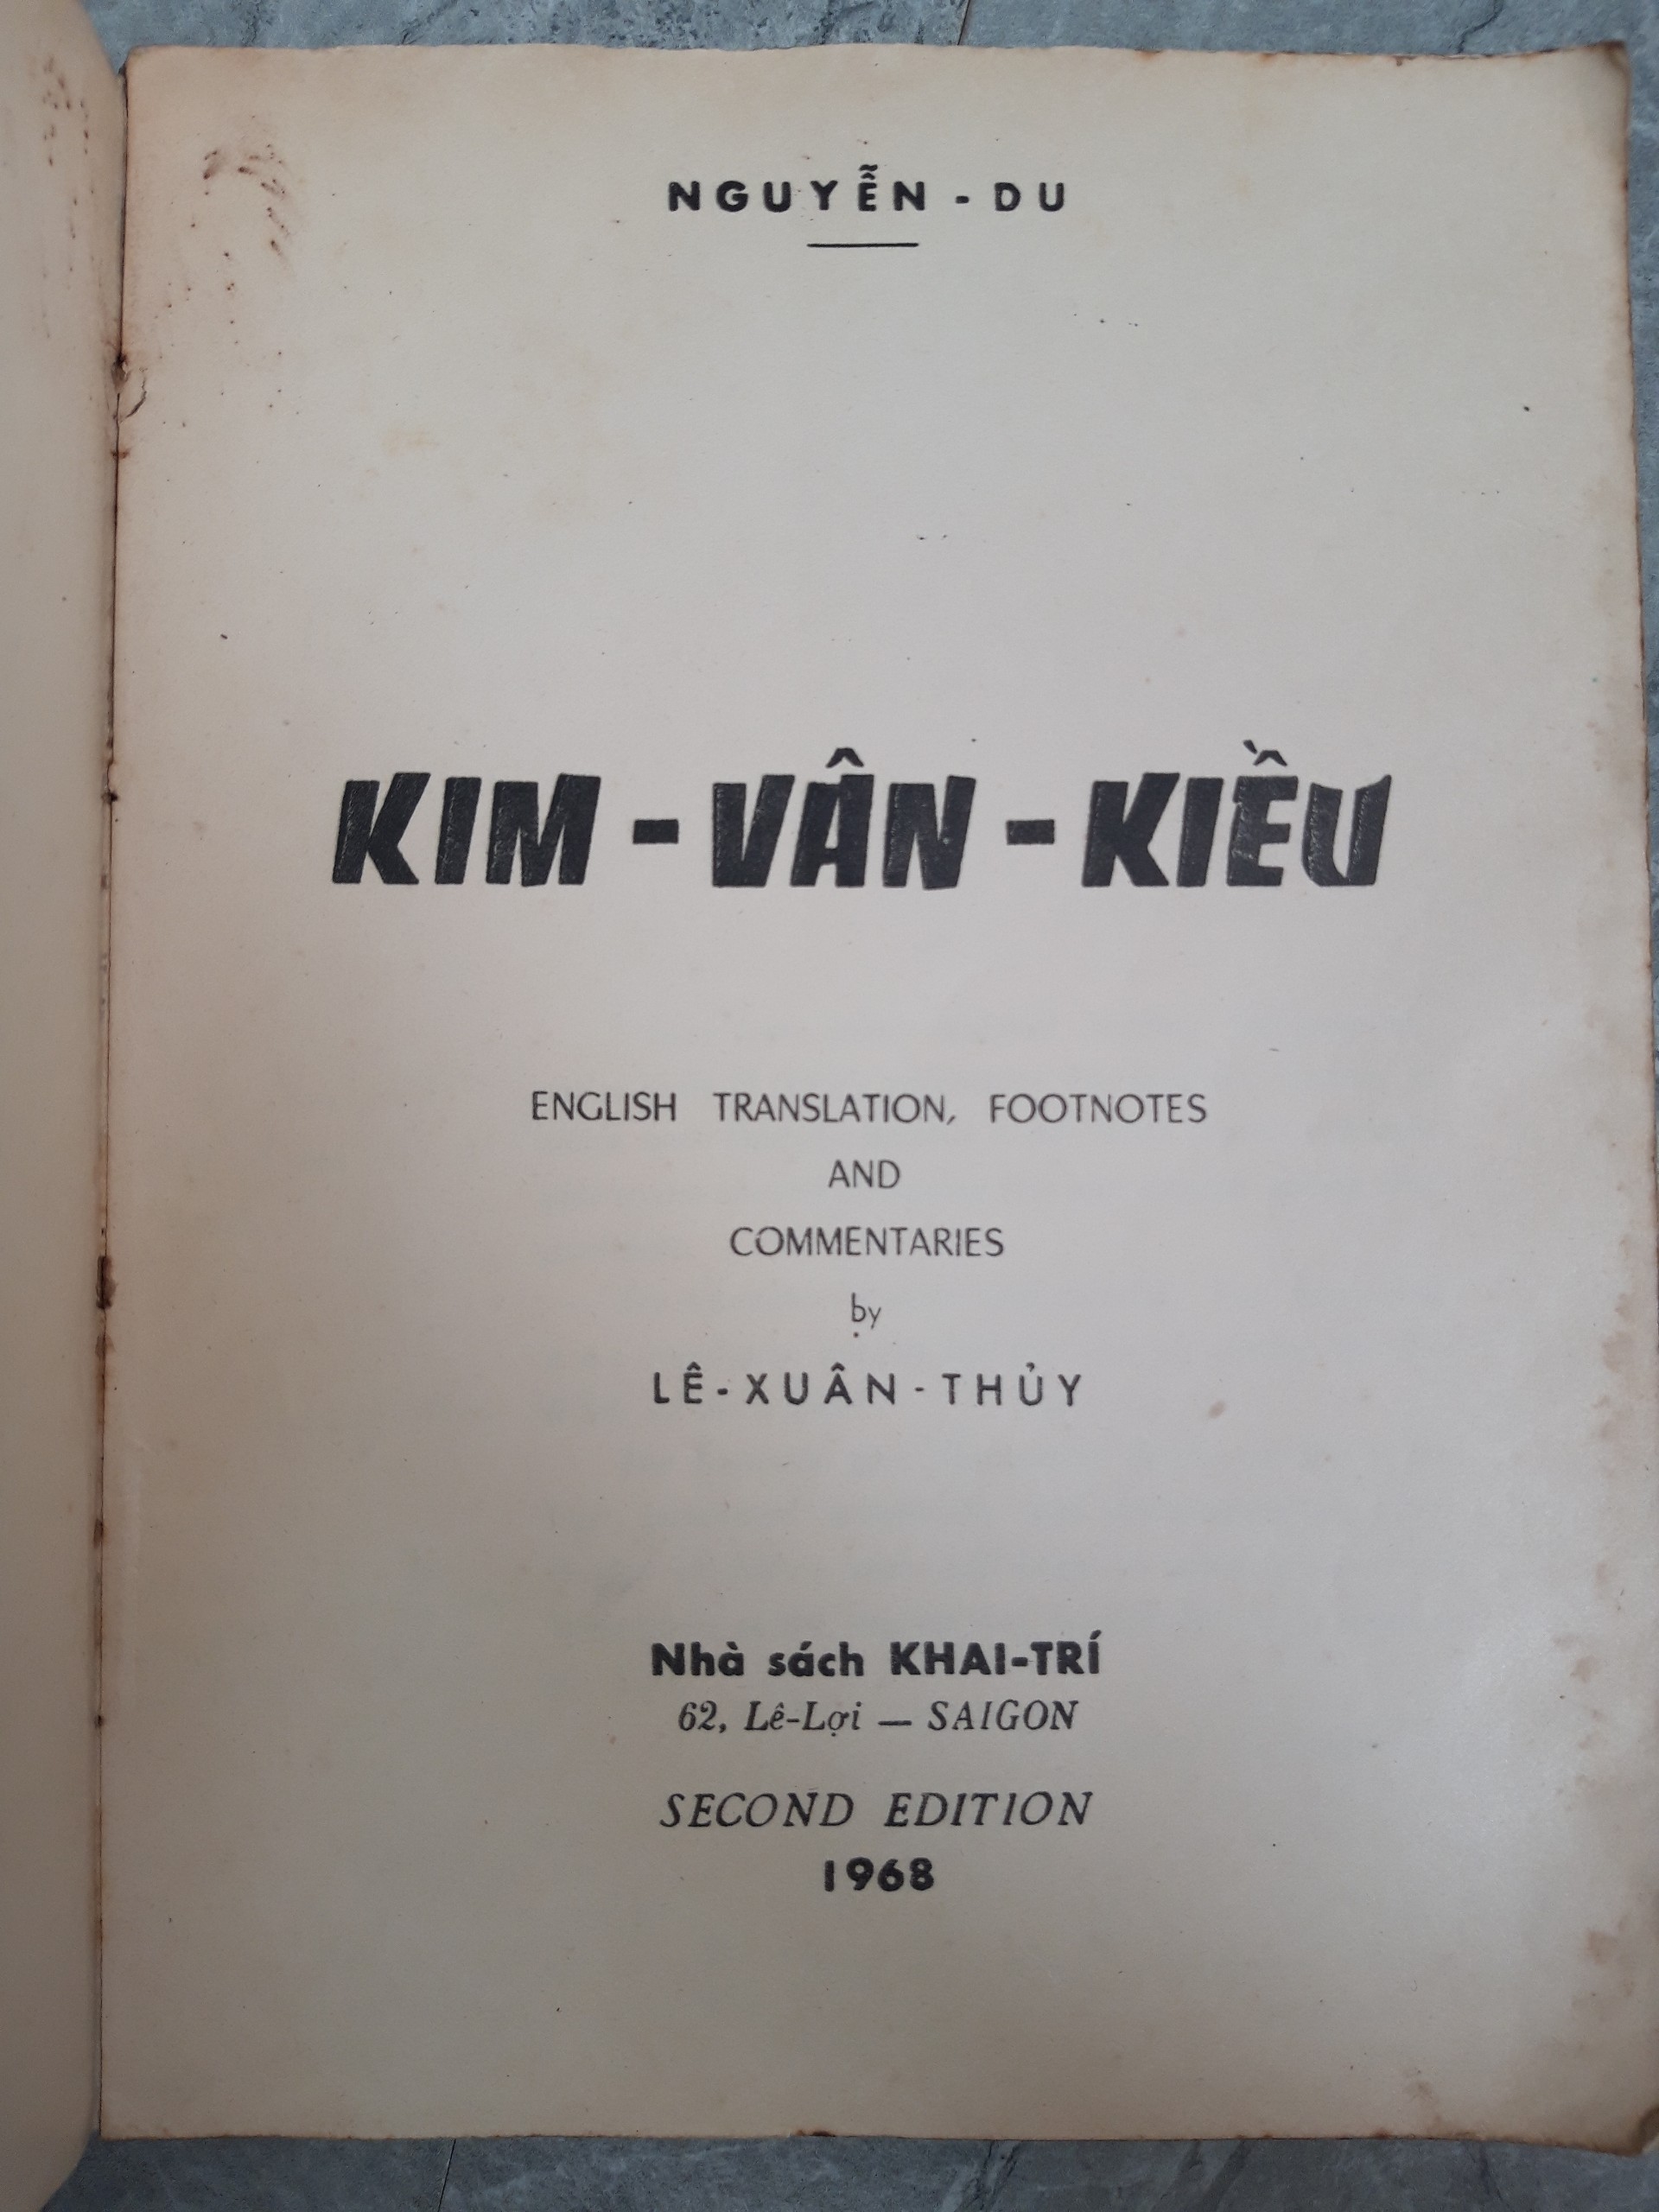 NGUYỄN - DU
KIM - VÂN - KIỀU
ENGLISH TRANSLATION, FOOTNOTES
AND
COMMENTARIES
by
LÊ-XUÂN-THỦY
Nhà sách KHAI-TRÍ
62, Lê-Lợi — SAIGON
SECOND EDITION
1968